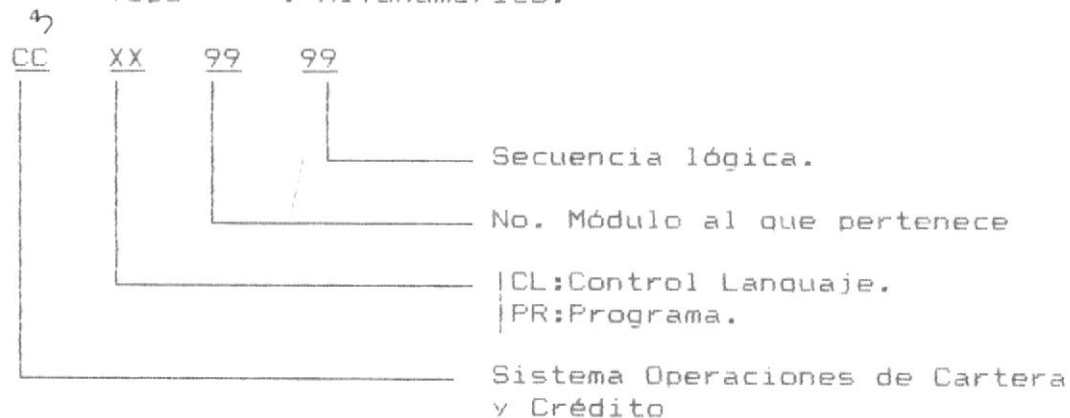 CC XX 99 99
Secuencia lógica.
No. Módulo al que pertenece
|CL:Control Lanquaje.
|PR:Programa.
Sistema Operaciones de Cartera
y Crédito